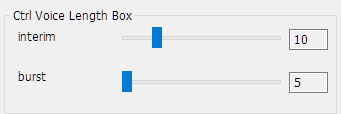 Ctrl Voice Length Box
interim 10
burst 5